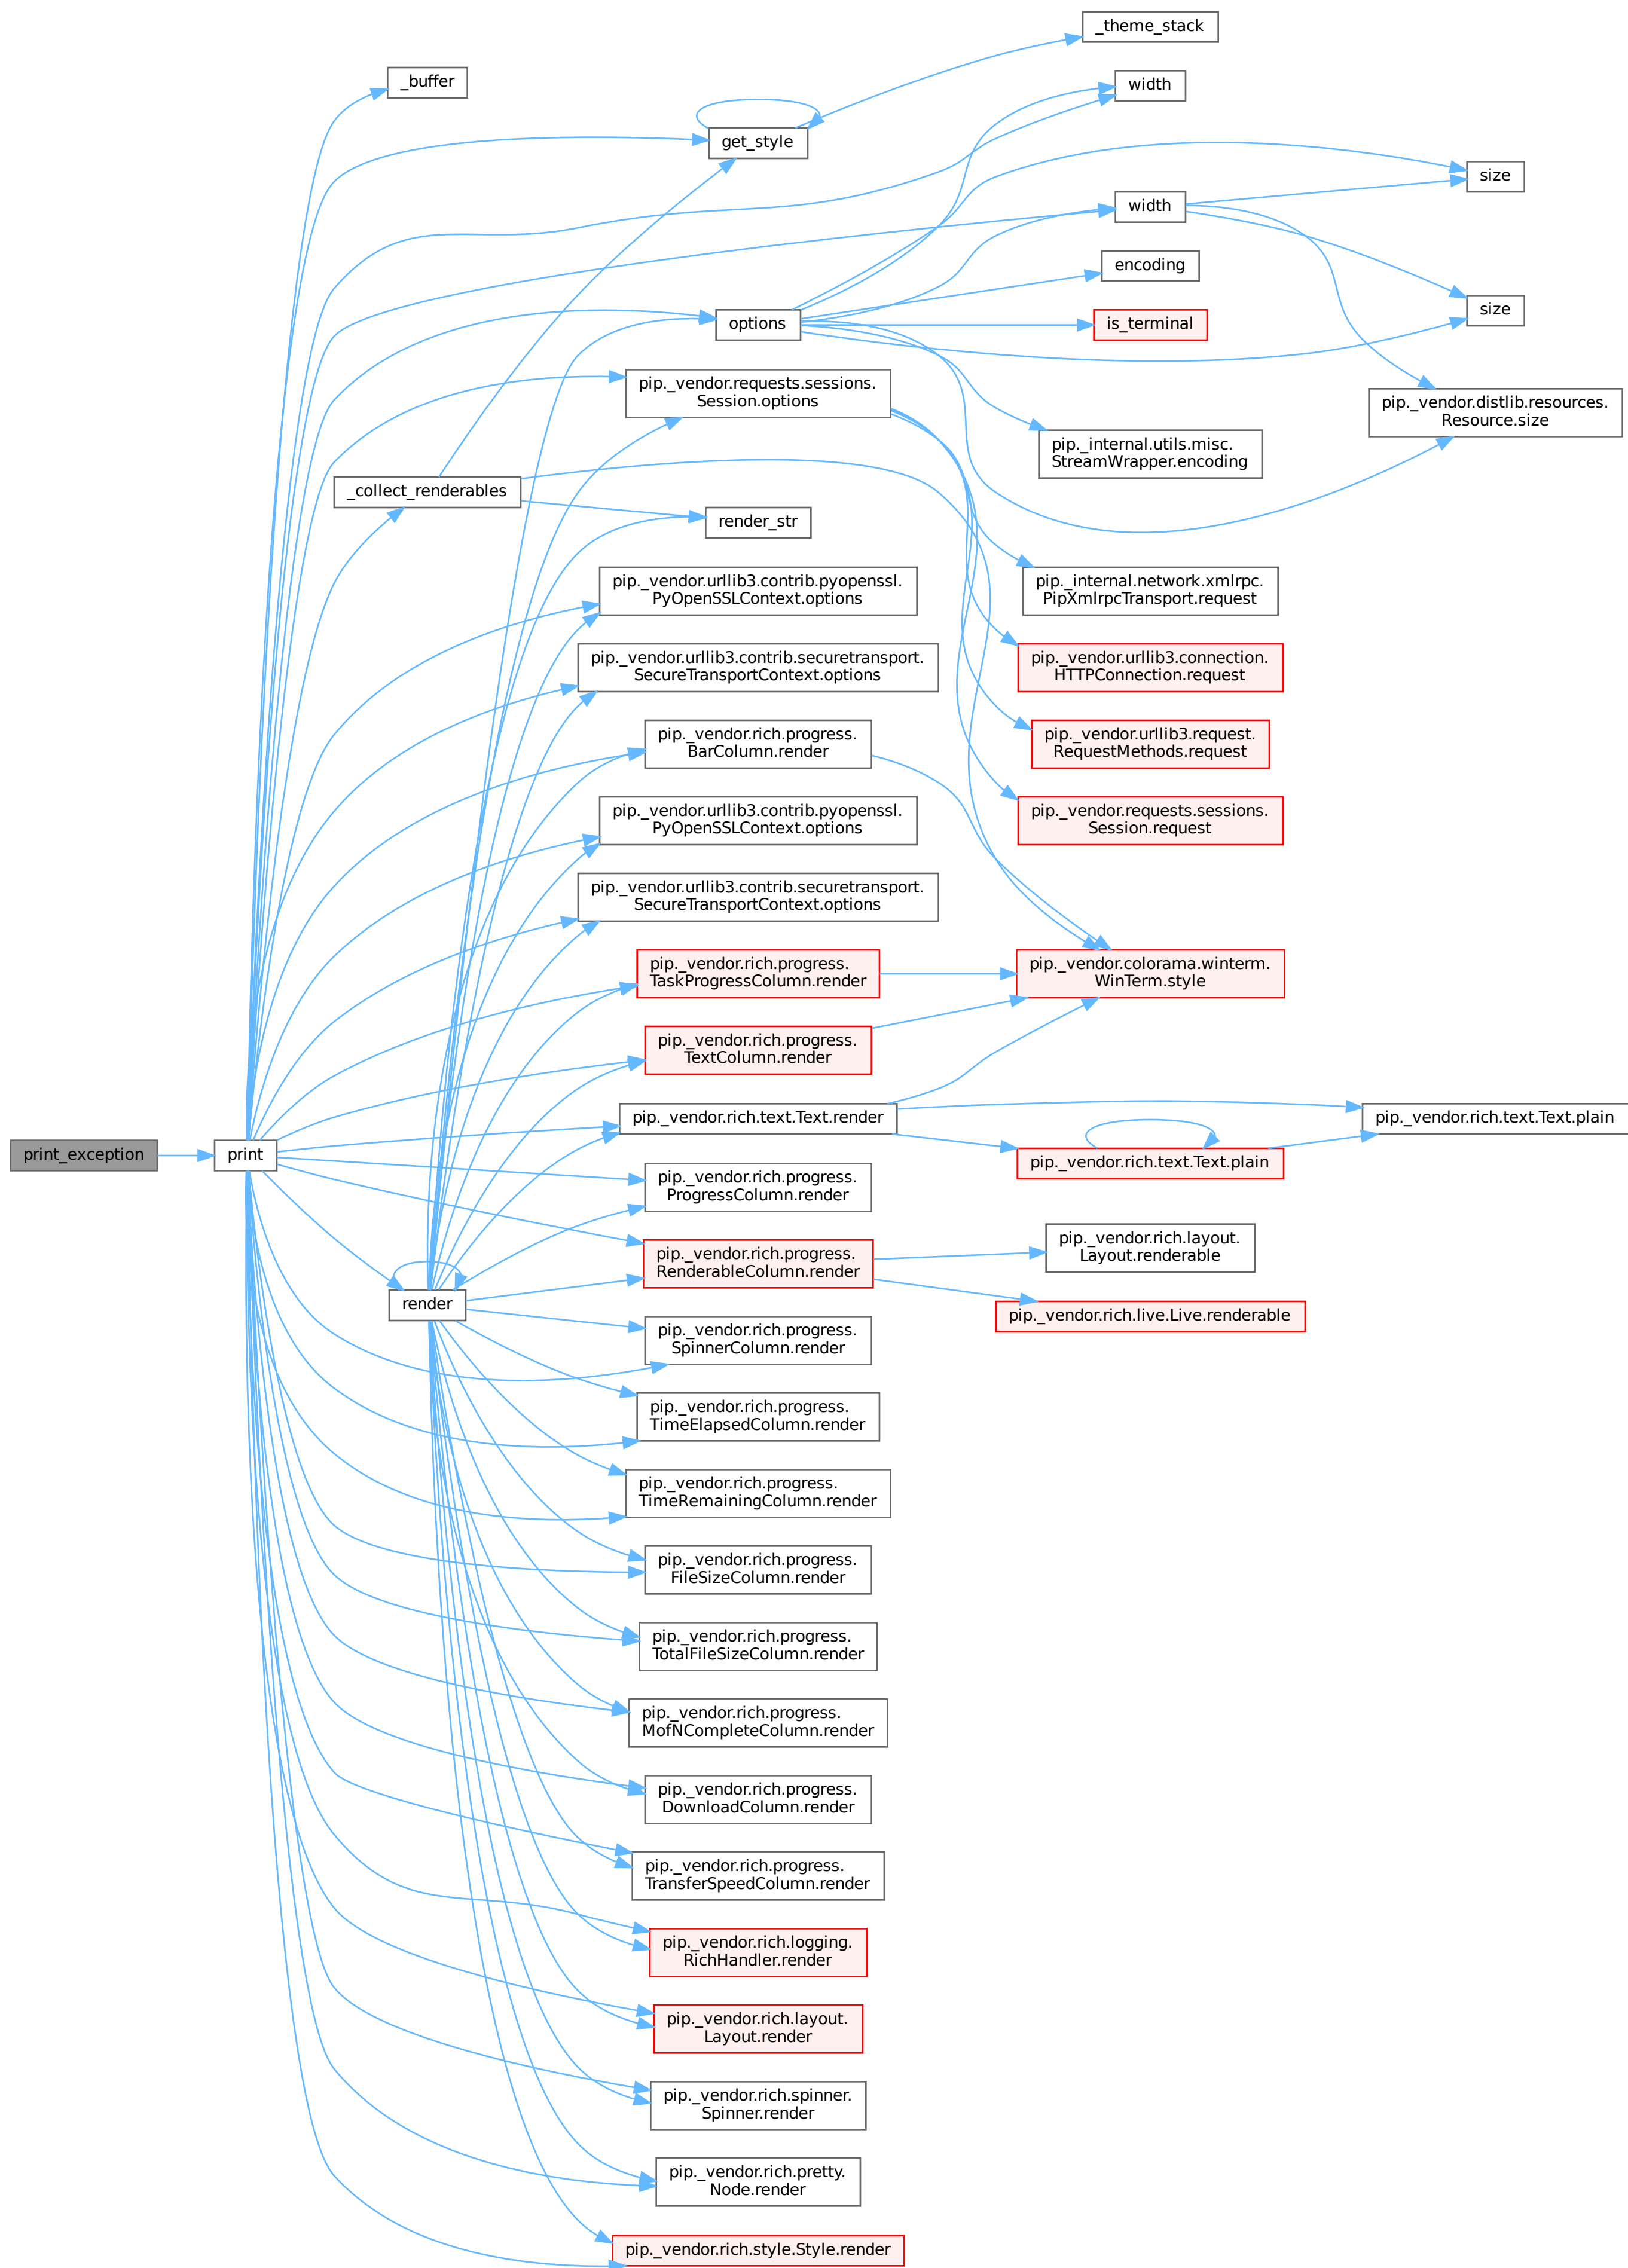 _theme_stack
_buffer
width
get_style
size
width
encoding
options
is_terminal
size
pip._vendor.requests.sessions.
Session.options
pip._vendor.distlib.resources.
Resource.size
pip._internal.utils.misc.
StreamWrapper.encoding
_collect_renderables
render_str
pip._vendor.urllib3.contrib.pyopenssl.
PyOpenSSLContext.options
pip._internal.network.xmlrpc.
PipXmlrpcTransport.request
pip._vendor.urllib3.contrib.securetransport.
SecureTransportContext.options
pip._vendor.urllib3.connection.
HTTPConnection.request
pip._vendor.rich.progress.
BarColumn.render
pip._vendor.urllib3.request.
RequestMethods.request
pip._vendor.urllib3.contrib.pyopenssl.
PyOpenSSLContext.options
pip._vendor.requests.sessions.
Session.request
pip._vendor.urllib3.contrib.securetransport.
SecureTransportContext.options
pip._vendor.rich.progress.
TaskProgressColumn.render
pip._vendor.colorama.winterm.
WinTerm.style
pip._vendor.rich.progress.
TextColumn.render
pip._vendor.rich.text.Text.render
pip._vendor.rich.text.Text.plain
print_exception
print
pip._vendor.rich.text.Text.plain
pip._vendor.rich.progress.
ProgressColumn.render
pip._vendor.rich.progress.
RenderableColumn.render
pip._vendor.rich.layout.
Layout.renderable
render
pip._vendor.rich.live.Live.renderable
pip._vendor.rich.progress.
SpinnerColumn.render
pip._vendor.rich.progress.
TimeElapsedColumn.render
pip._vendor.rich.progress.
TimeRemainingColumn.render
pip._vendor.rich.progress.
FileSizeColumn.render
pip._vendor.rich.progress.
TotalFileSizeColumn.render
pip._vendor.rich.progress.
MofNCompleteColumn.render
pip._vendor.rich.progress.
DownloadColumn.render
pip._vendor.rich.progress.
TransferSpeedColumn.render
pip._vendor.rich.logging.
RichHandler.render
pip._vendor.rich.layout.
Layout.render
pip._vendor.rich.spinner.
Spinner.render
pip._vendor.rich.pretty.
Node.render
pip._vendor.rich.style.Style.render